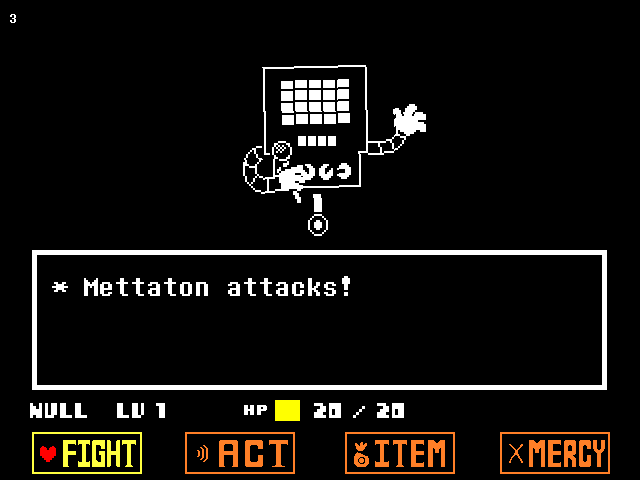 3
* Mettaton attacks!
NULL LV 1 HP 20 / 20
FIGHT ACT ITEM MERCY